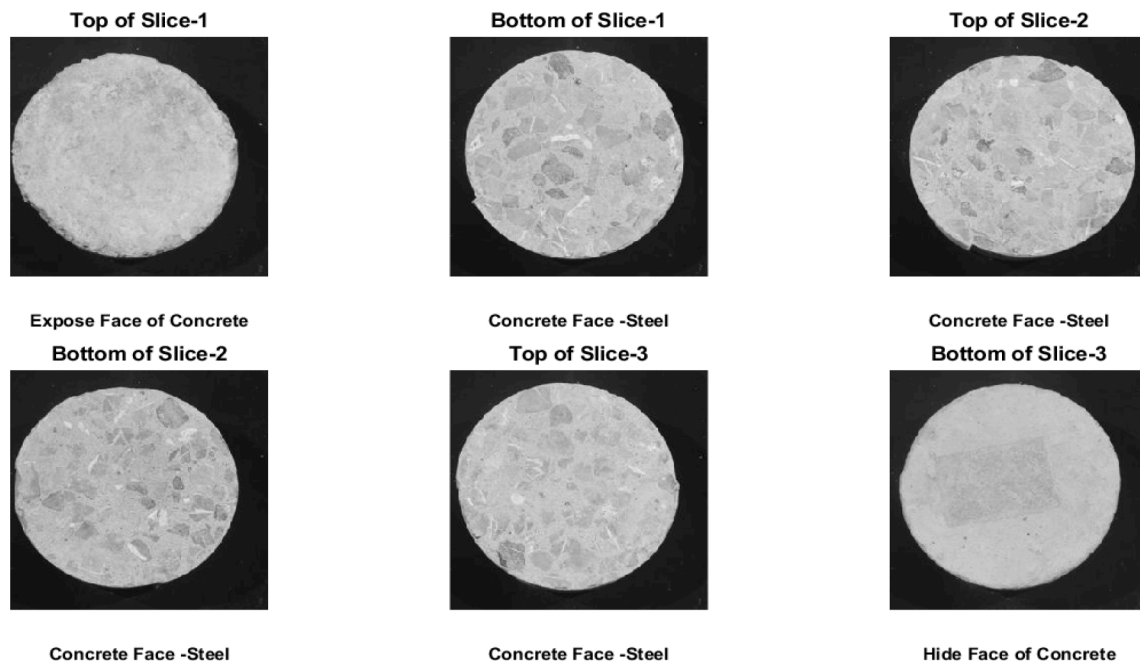 Top of Slice-1
Bottom of Slice-1
Top of Slice-2
Expose Face of Concrete
Concrete Face -Steel
Concrete Face -Steel
Bottom of Slice-2
Top of Slice-3
Bottom of Slice-3
Concrete Face -Steel
Concrete Face -Steel
Hide Face of Concrete